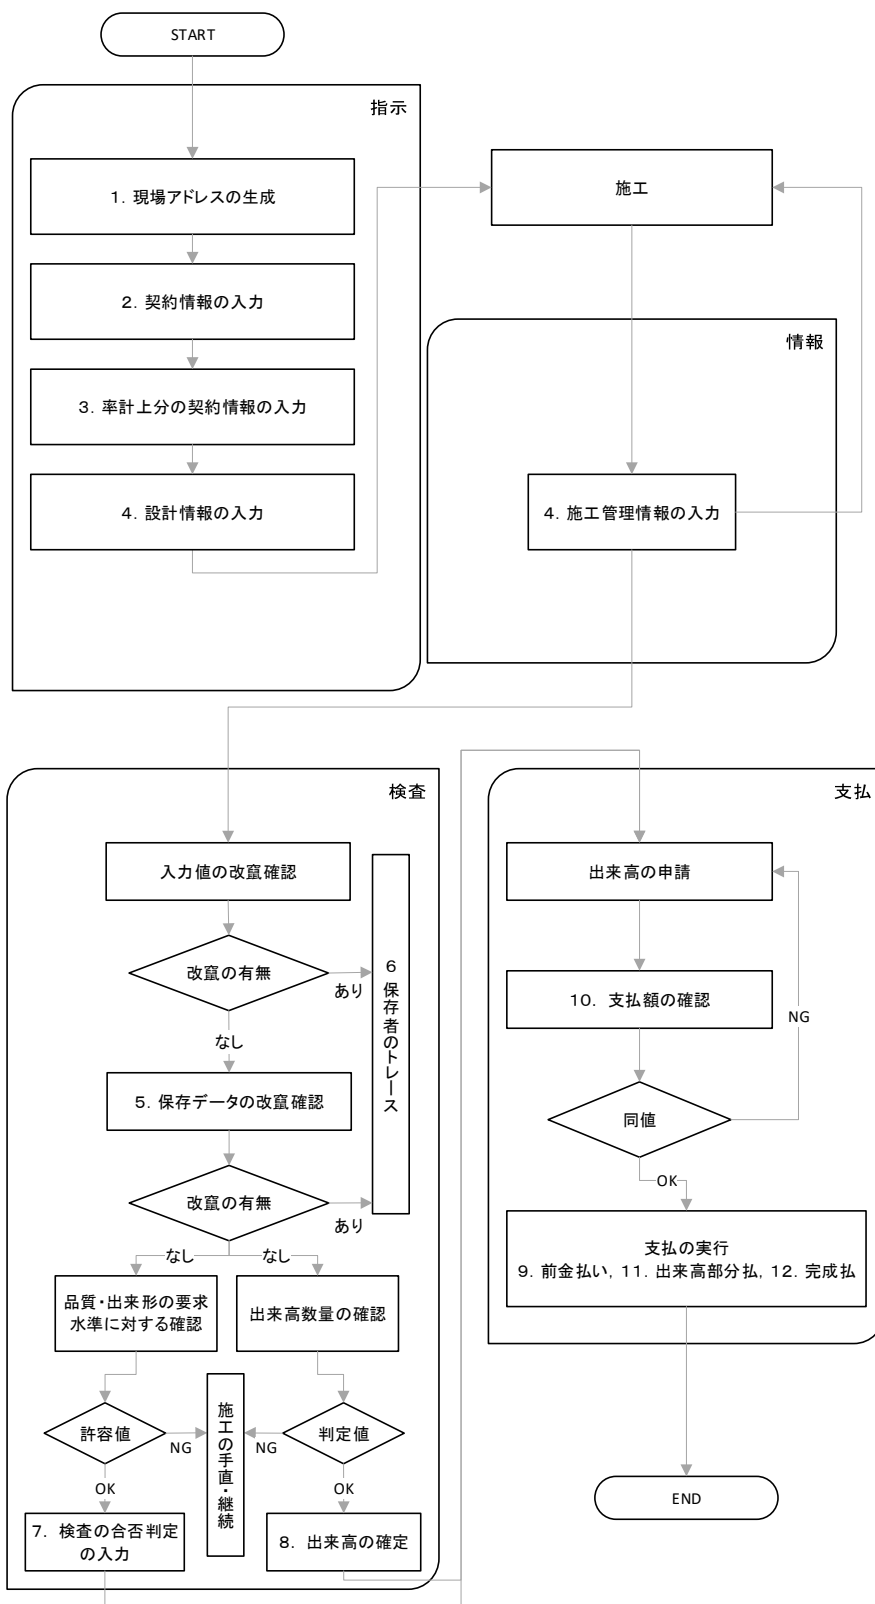 START
指示
1. 現場アドレスの生成
2. 契約情報の入力
3. 率計上分の契約情報の入力
4. 設計情報の入力
施工
情報
4. 施工管理情報の入力
検査
入力値の改竄確認
改竄の有無
あり
なし
5. 保存データの改竄確認
改竄の有無
あり
6 保存者のトレース
なし
なし
品質・出来形の要求
水準に対する確認
出来高数量の確認
許容値
NG
施工の手直・継続
NG
判定値
OK
OK
7. 検査の合否判定
の入力
8. 出来高の確定
支払
出来高の申請
10. 支払額の確認
NG
同値
OK
支払の実行
9. 前金払い, 11. 出来高部分払, 12. 完成払
END